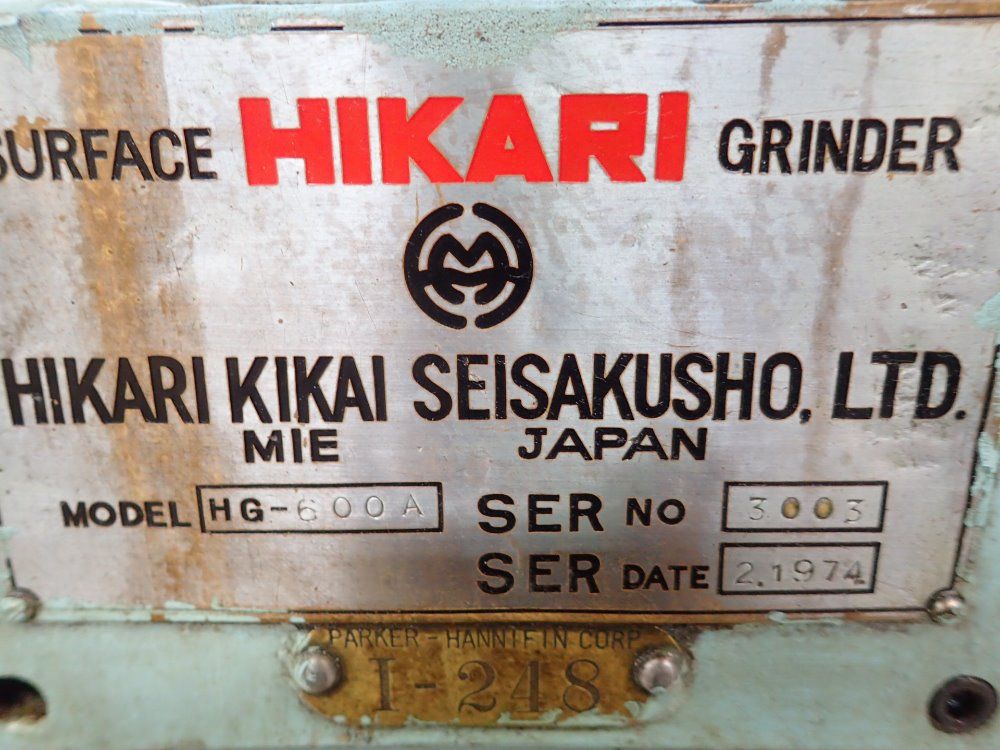 SURFACE HIKARI GRINDER
HIKARI KIKAI SEISAKUSHO, LTD.
MIE JAPAN
MODEL HG-600A SER NO 3003
SER DATE 2.1974
PARKER-HANNIFIN CORP
I-248